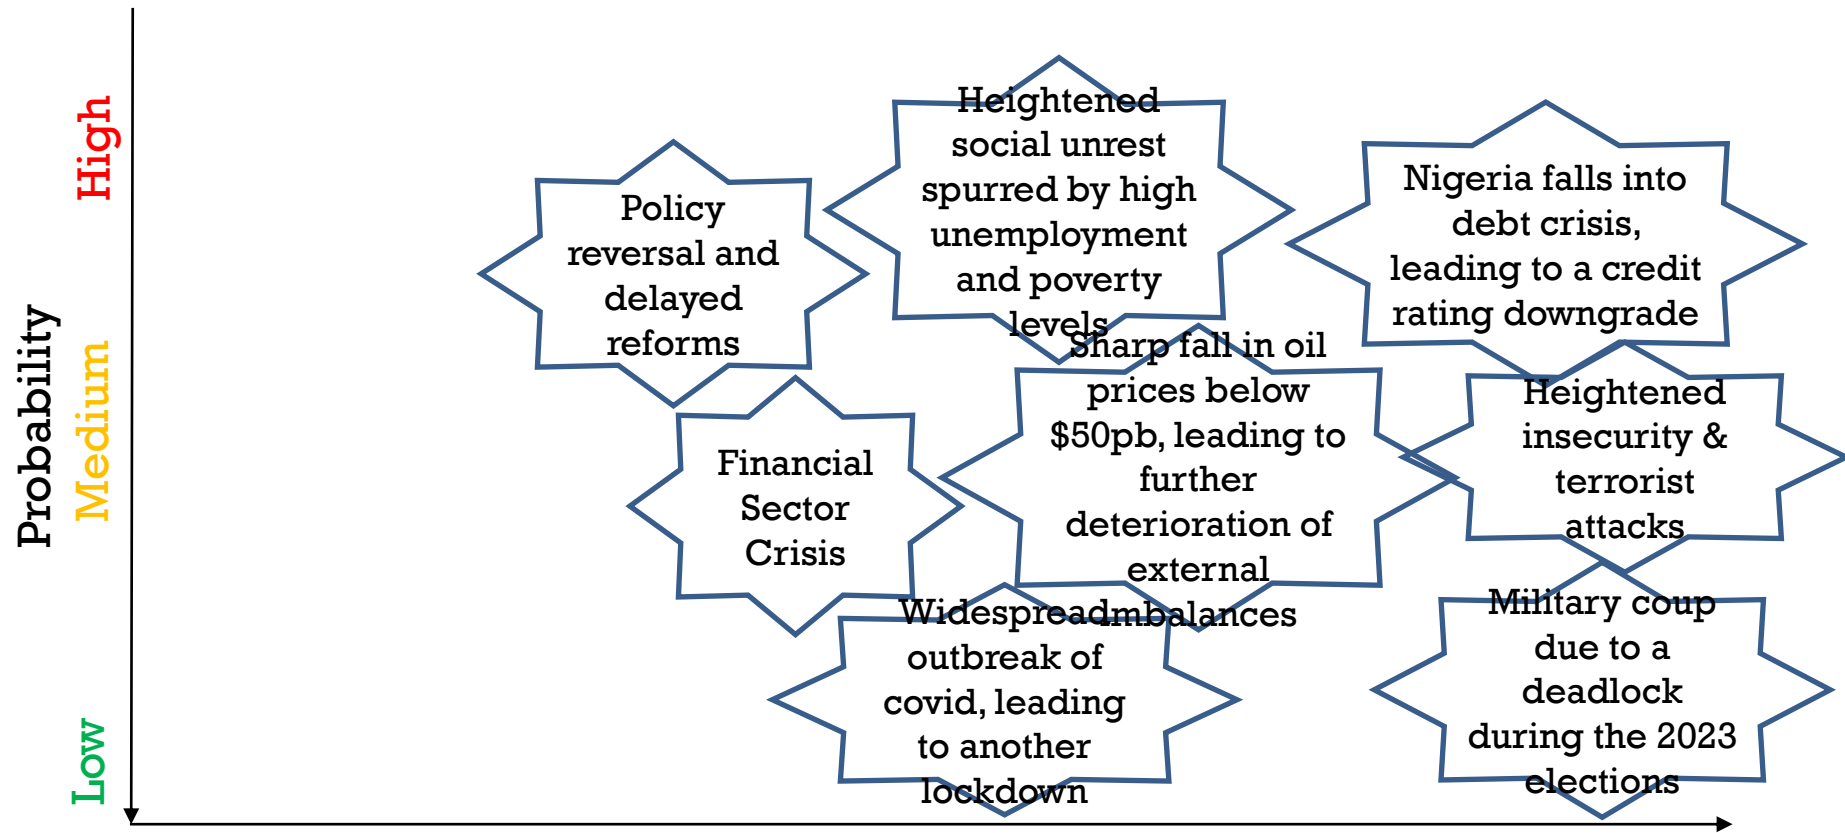 Probability
High
Medium
Low
Policy
reversal and
delayed
reforms
Heightened
social unrest
spurred by high
unemployment
and poverty
levels
Nigeria falls into
debt crisis,
leading to a credit
rating downgrade
Financial
Sector
Crisis
Sharp fall in oil
prices below
$50pb, leading to
further
deterioration of
external
imbalances
Heightened
insecurity &
terrorist
attacks
Widespread
outbreak of
covid, leading
to another
lockdown
Military coup
due to a
deadlock
during the 2023
elections